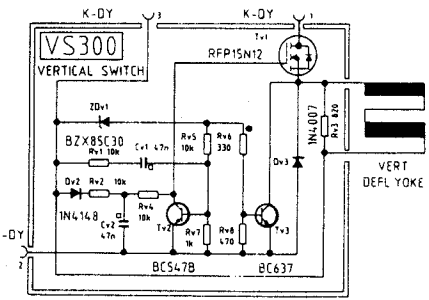 K-DY 3
K-DY 1
VS300
VERTICAL SWITCH
Tv1
RFP15N12
ZDv1
BZX85C30
Rv1 10k
Cv1 47n
Rv5 10k
Rv6 330
1N4007
Rv3 820
Dv3
VERT
DEFL YOKE
Dv2
Rv2 10k
1N4148
Rv4 10k
Cv2 47n
Tv2
Rv7 1k
Rv8 470
Tv3
-DY
2
BC547B
BC637